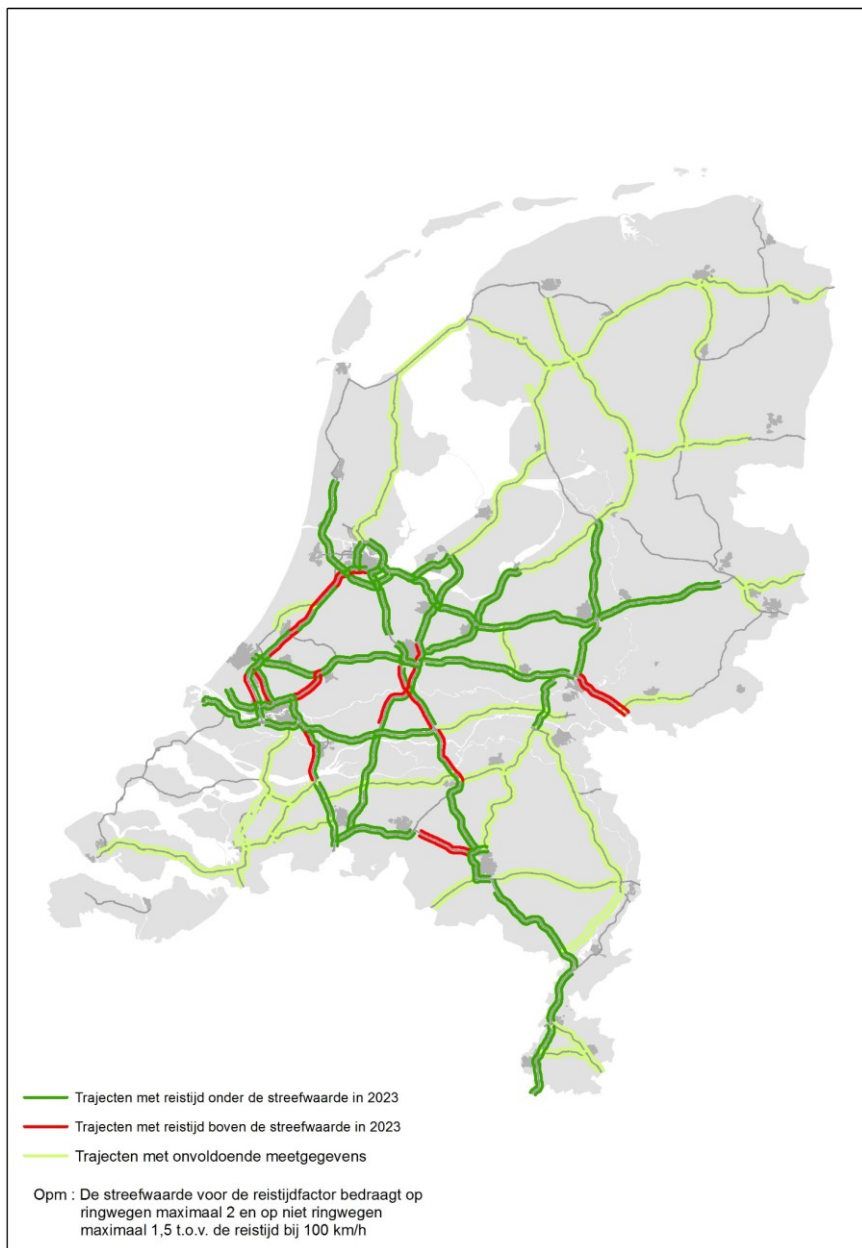 Trajecten met reistijd onder de streefwaarde in 2023
Trajecten met reistijd boven de streefwaarde in 2023
Trajecten met onvoldoende meetgegevens
Opm : De streefwaarde voor de reistijdfactor bedraagt op
ringwegen maximaal 2 en op niet ringwegen
maximaal 1,5 t.o.v. de reistijd bij 100 km/h